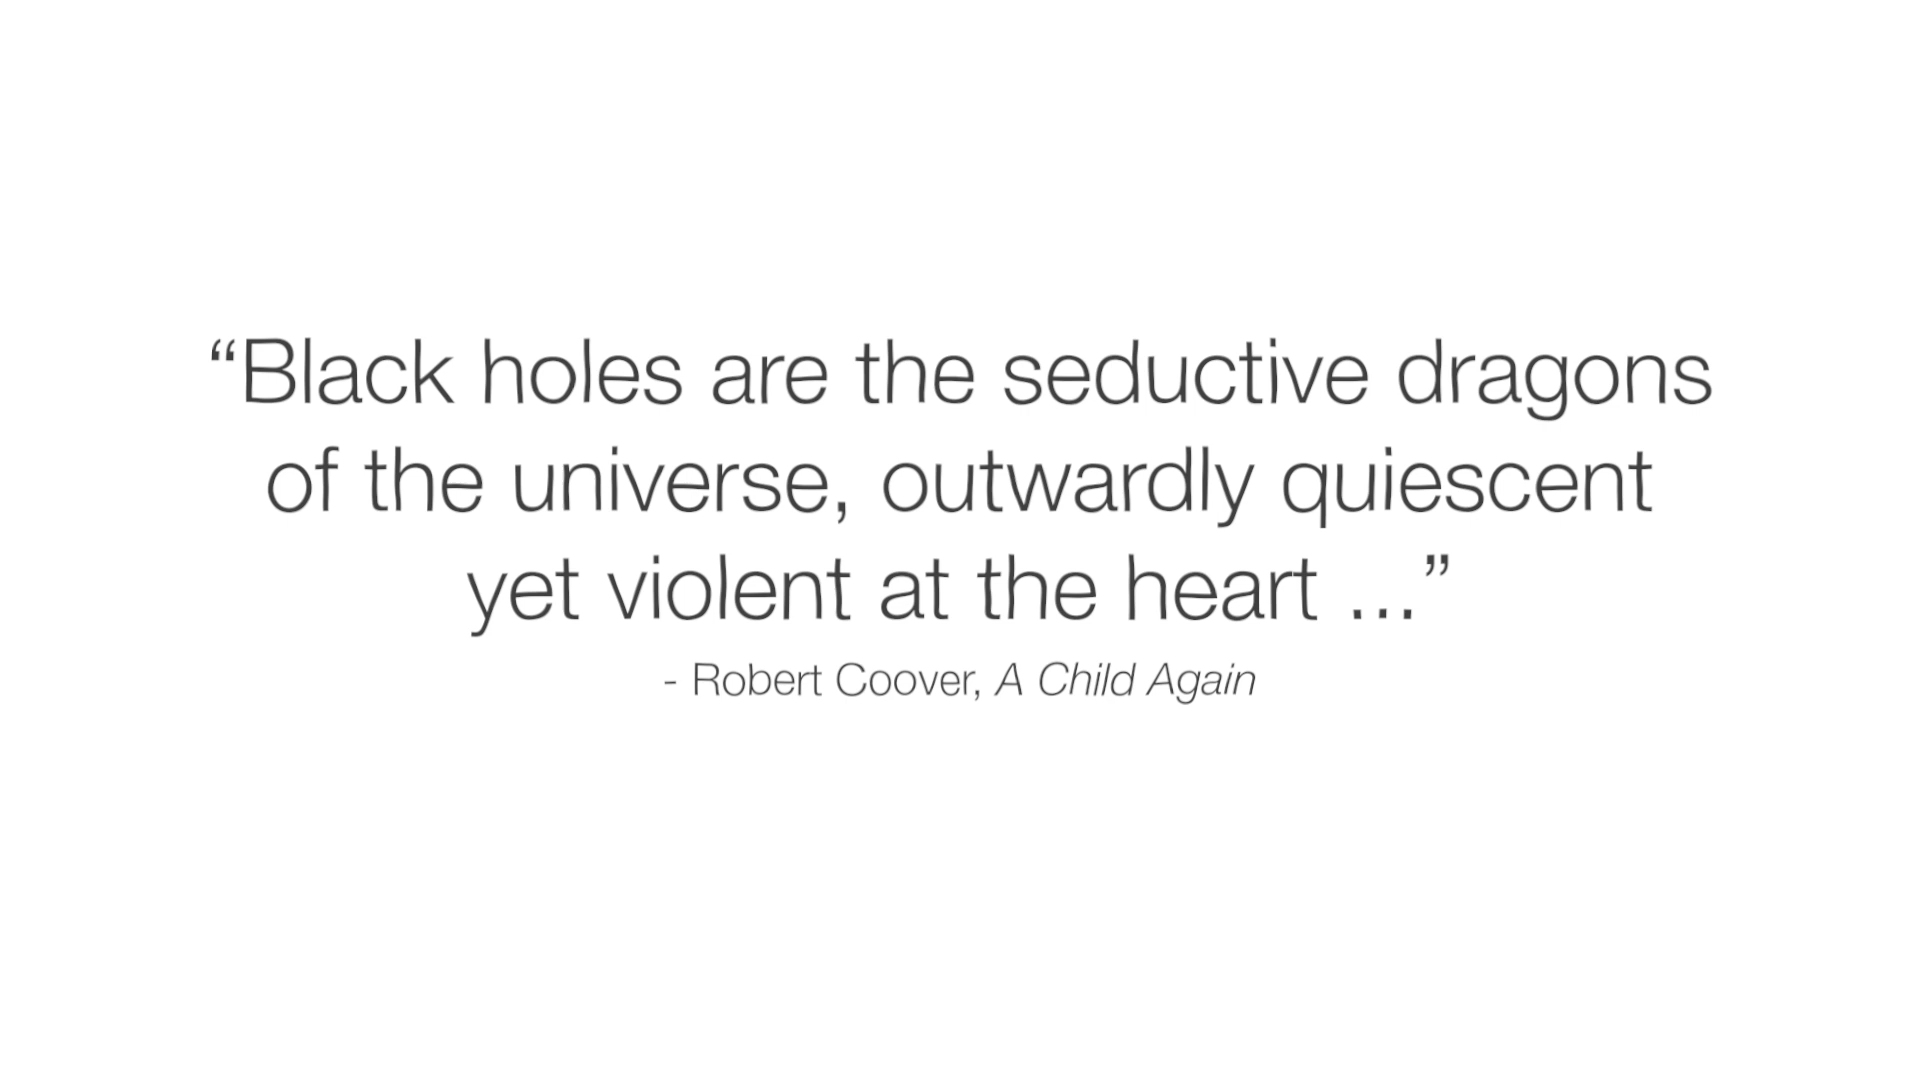 “Black holes are the seductive dragons
of the universe, outwardly quiescent
yet violent at the heart ...”
- Robert Coover, A Child Again